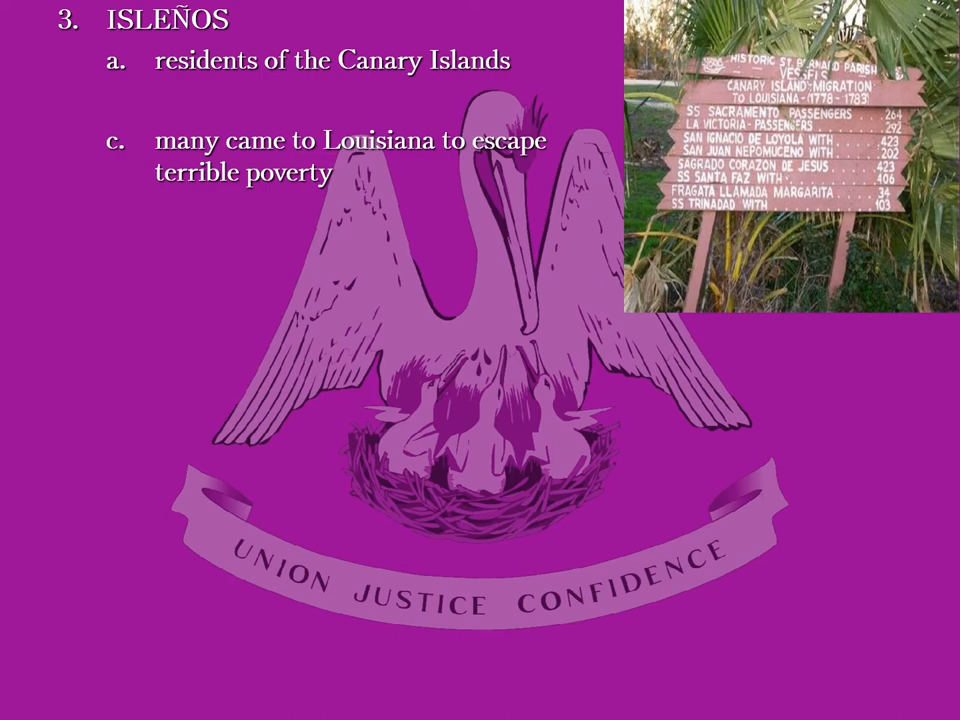 3. ISLEÑOS
a. residents of the Canary Islands
c. many came to Louisiana to escape
terrible poverty
HISTORIC ST. BERNARD PARISH
VESSELS
CANARY ISLAND MIGRATION
TO LOUISIANA-(1778-1783)
SS SACRAMENTO PASSENGERS 264
LA VICTORIA-PASSENGERS 292
SAN IGNACIO DE LOYOLA WITH 423
SAN JUAN NEPOMUCENO WITH 202
SAGRADO CORAZON DE JESUS 423
SS SANTA FAZ WITH 406
FRAGATA LLAMADA MARGARITA 34
SS TRINADAD WITH 103
UNION JUSTICE CONFIDENCE